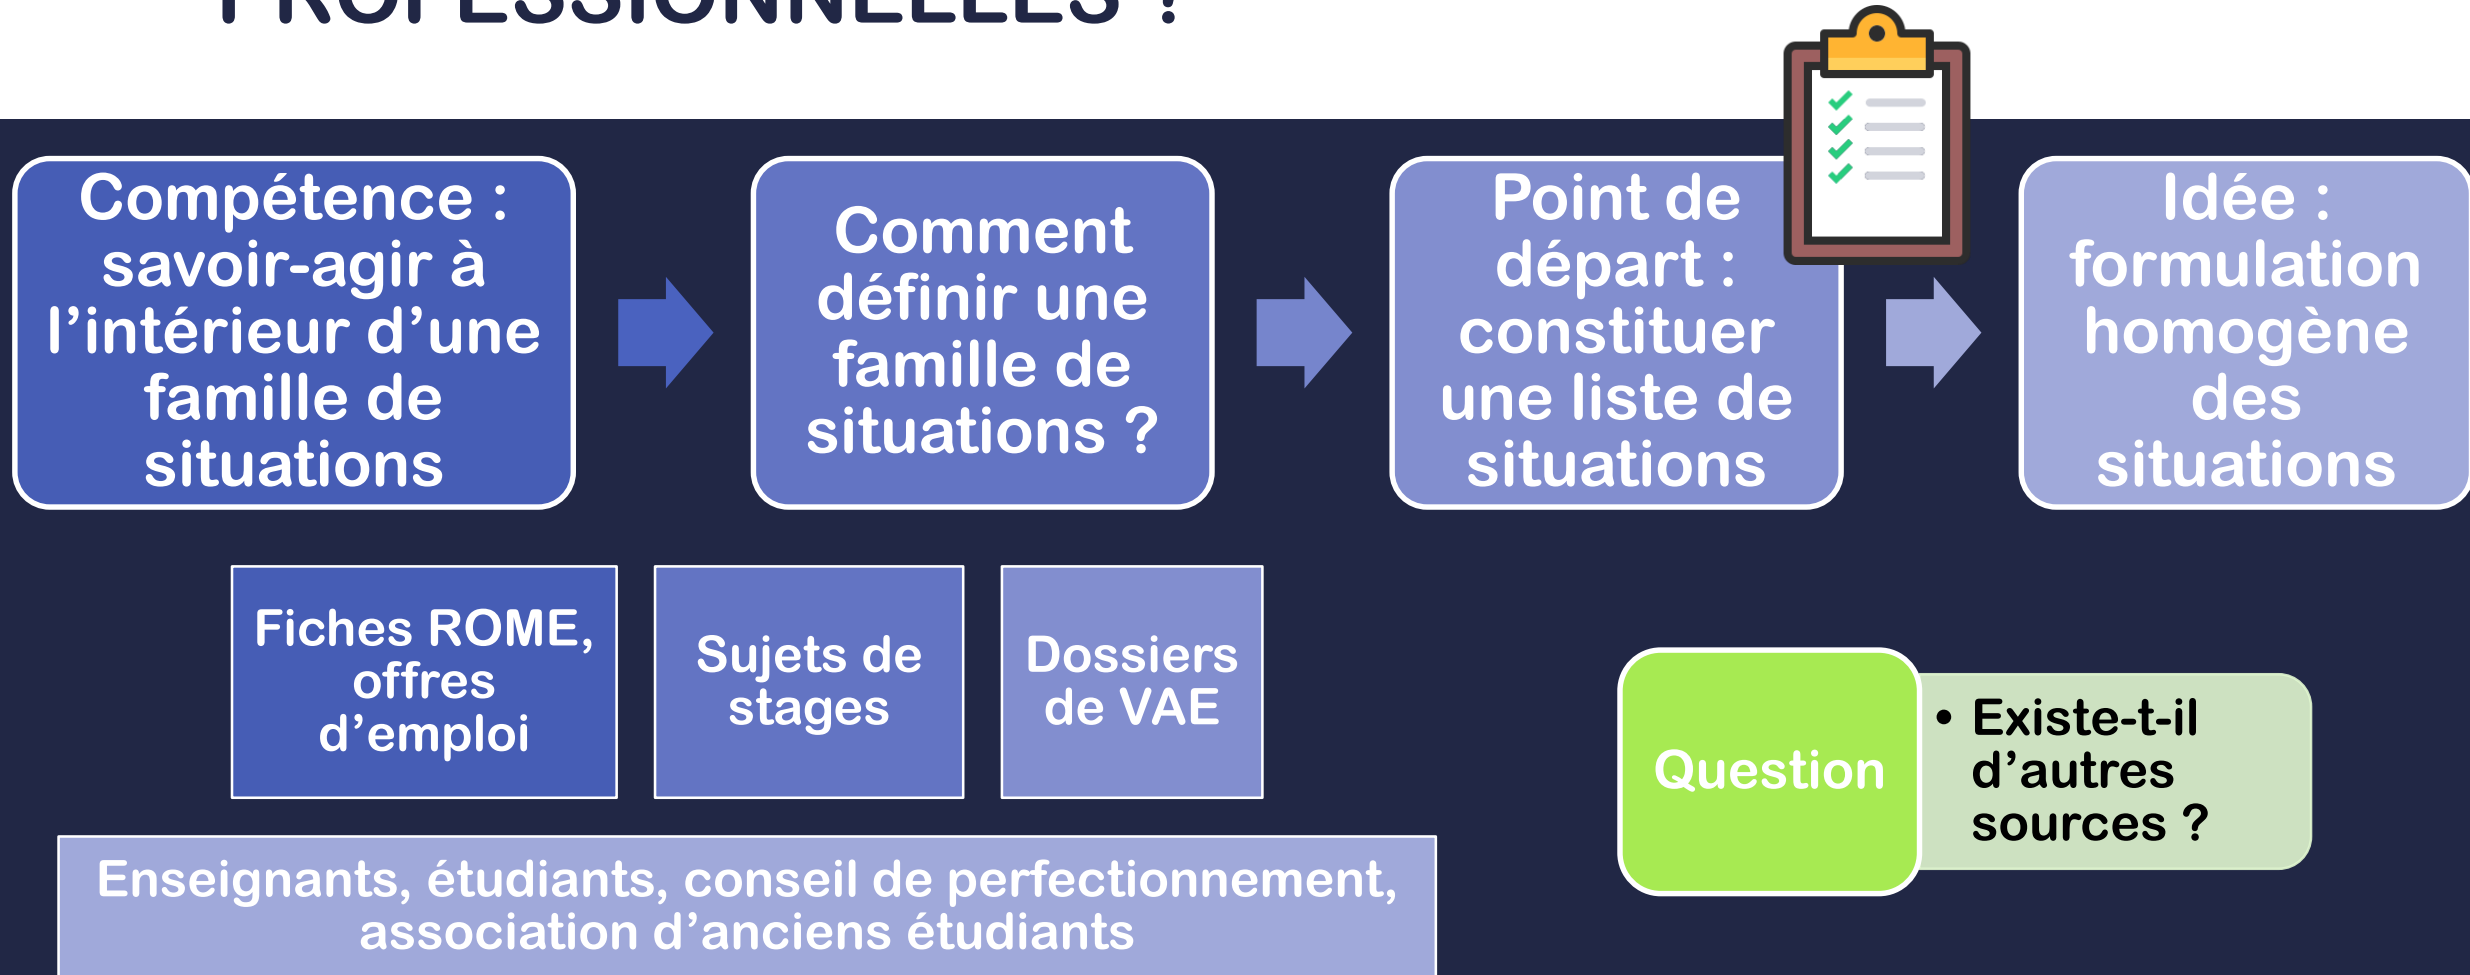 PROFESSIONNELLES ?
Compétence :
savoir-agir à
l’intérieur d’une
famille de
situations
Comment
définir une
famille de
situations ?
Point de
départ :
constituer
une liste de
situations
Idée :
formulation
homogène
des
situations
Fiches ROME,
offres
d’emploi
Sujets de
stages
Dossiers
de VAE
Enseignants, étudiants, conseil de perfectionnement,
association d’anciens étudiants
Question
• Existe-t-il
d’autres
sources ?